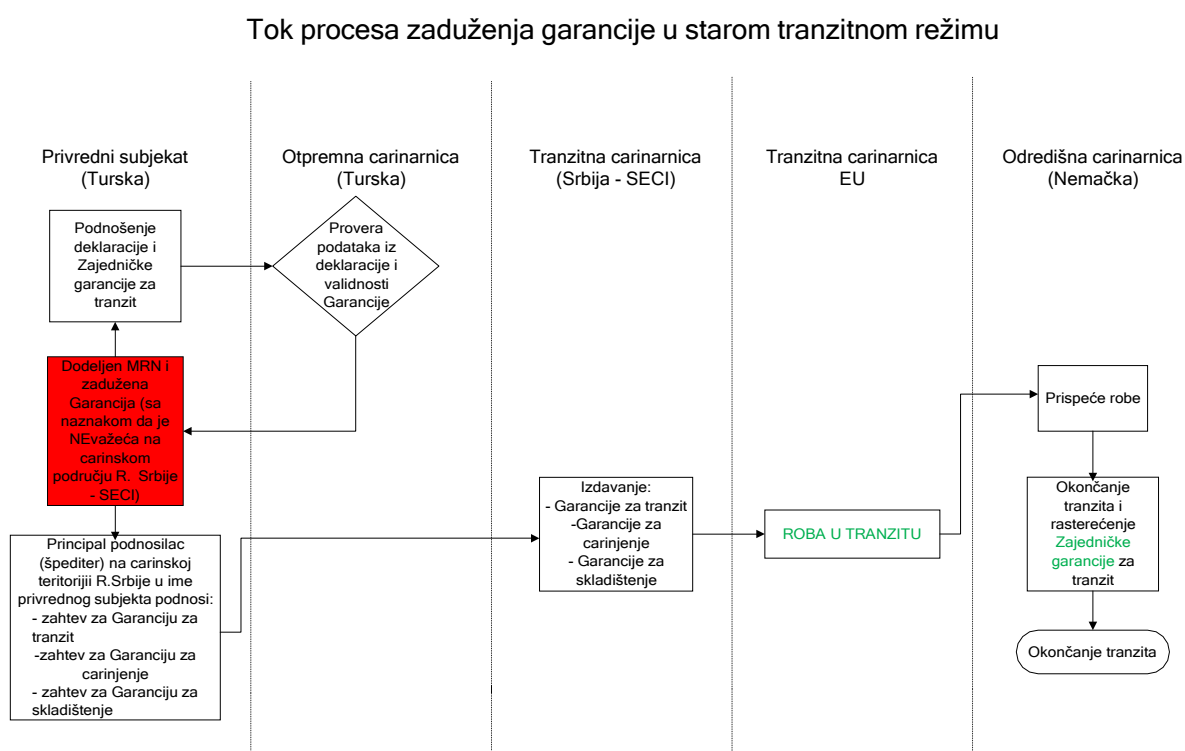 Tok procesa zaduženja garancije u starom tranzitnom režimu
Privredni subjekat
(Turska)
Otpremna carinarnica
(Turska)
Tranzitna carinarnica
(Srbija - SECI)
Tranzitna carinarnica
EU
Odredišna carinarnica
(Nemačka)
Podnošenje
deklaracije i
Zajedničke
garancije za
tranzit
Provera
podataka iz
deklaracije i
validnosti
Garancije
Dodeljen MRN i
zadužena
Garancija (sa
naznakom da je
NEvažeća na
carinskom
području R. Srbije
- SECI)
Principal podnosilac
(špediter) na carinskoj
teritorijii R.Srbije u ime
privrednog subjekta podnosi:
- zahtev za Garanciju za
tranzit
-zahtev za Garanciju za
carinjenje
- zahtev za Garanciju za
skladištenje
Izdavanje:
- Garancije za tranzit
-Garancije za
carinjenje
- Garancije za
skladištenje
ROBA U TRANZITU
Prispeće robe
Okončanje
tranzita i
rasterećenje
Zajedničke
garancije za
tranzit
Okončanje tranzita